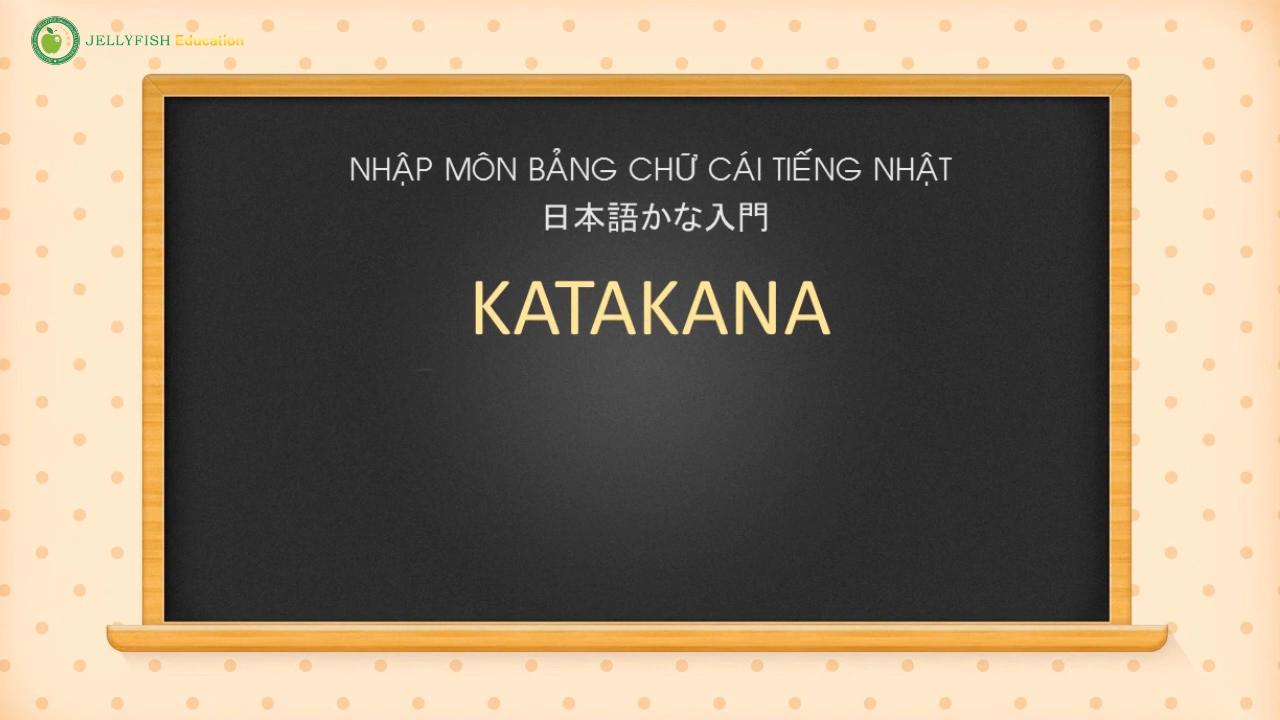 JELLYFISH Education
NHẬP MÔN BẢNG CHỮ CÁI TIẾNG NHẬT
日本語かな入門
KATAKANA